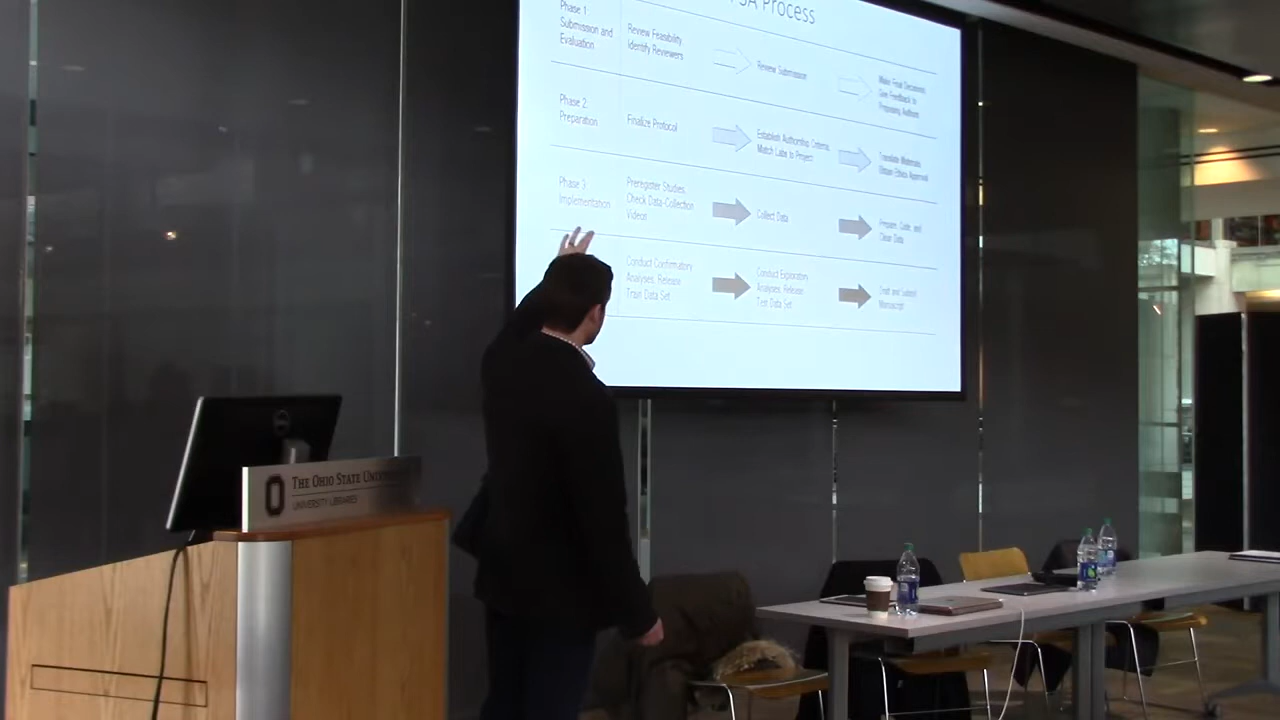 PSA Process
Phase 1.
Submission and
Evaluation
Review Feasibility,
Identify Reviewers
Review Submission
Make Final Decisions,
Give Feedback to
Proposing Authors
Phase 2.
Preparation
Finalize Protocol
Establish Authorship Criteria,
Match Labs to Project
Translate Materials,
Obtain Ethics Approval
Phase 3.
Implementation
Preregister Studies,
Check Data-Collection
Videos
Collect Data
Prepare, Code, and
Clean Data
Conduct Confirmatory
Analyses, Release
Train Data Set
Conduct Exploratory
Analyses, Release
Test Data Set
Draft and Submit
Manuscript
THE OHIO STATE
UNIVERSITY LIBRARIES